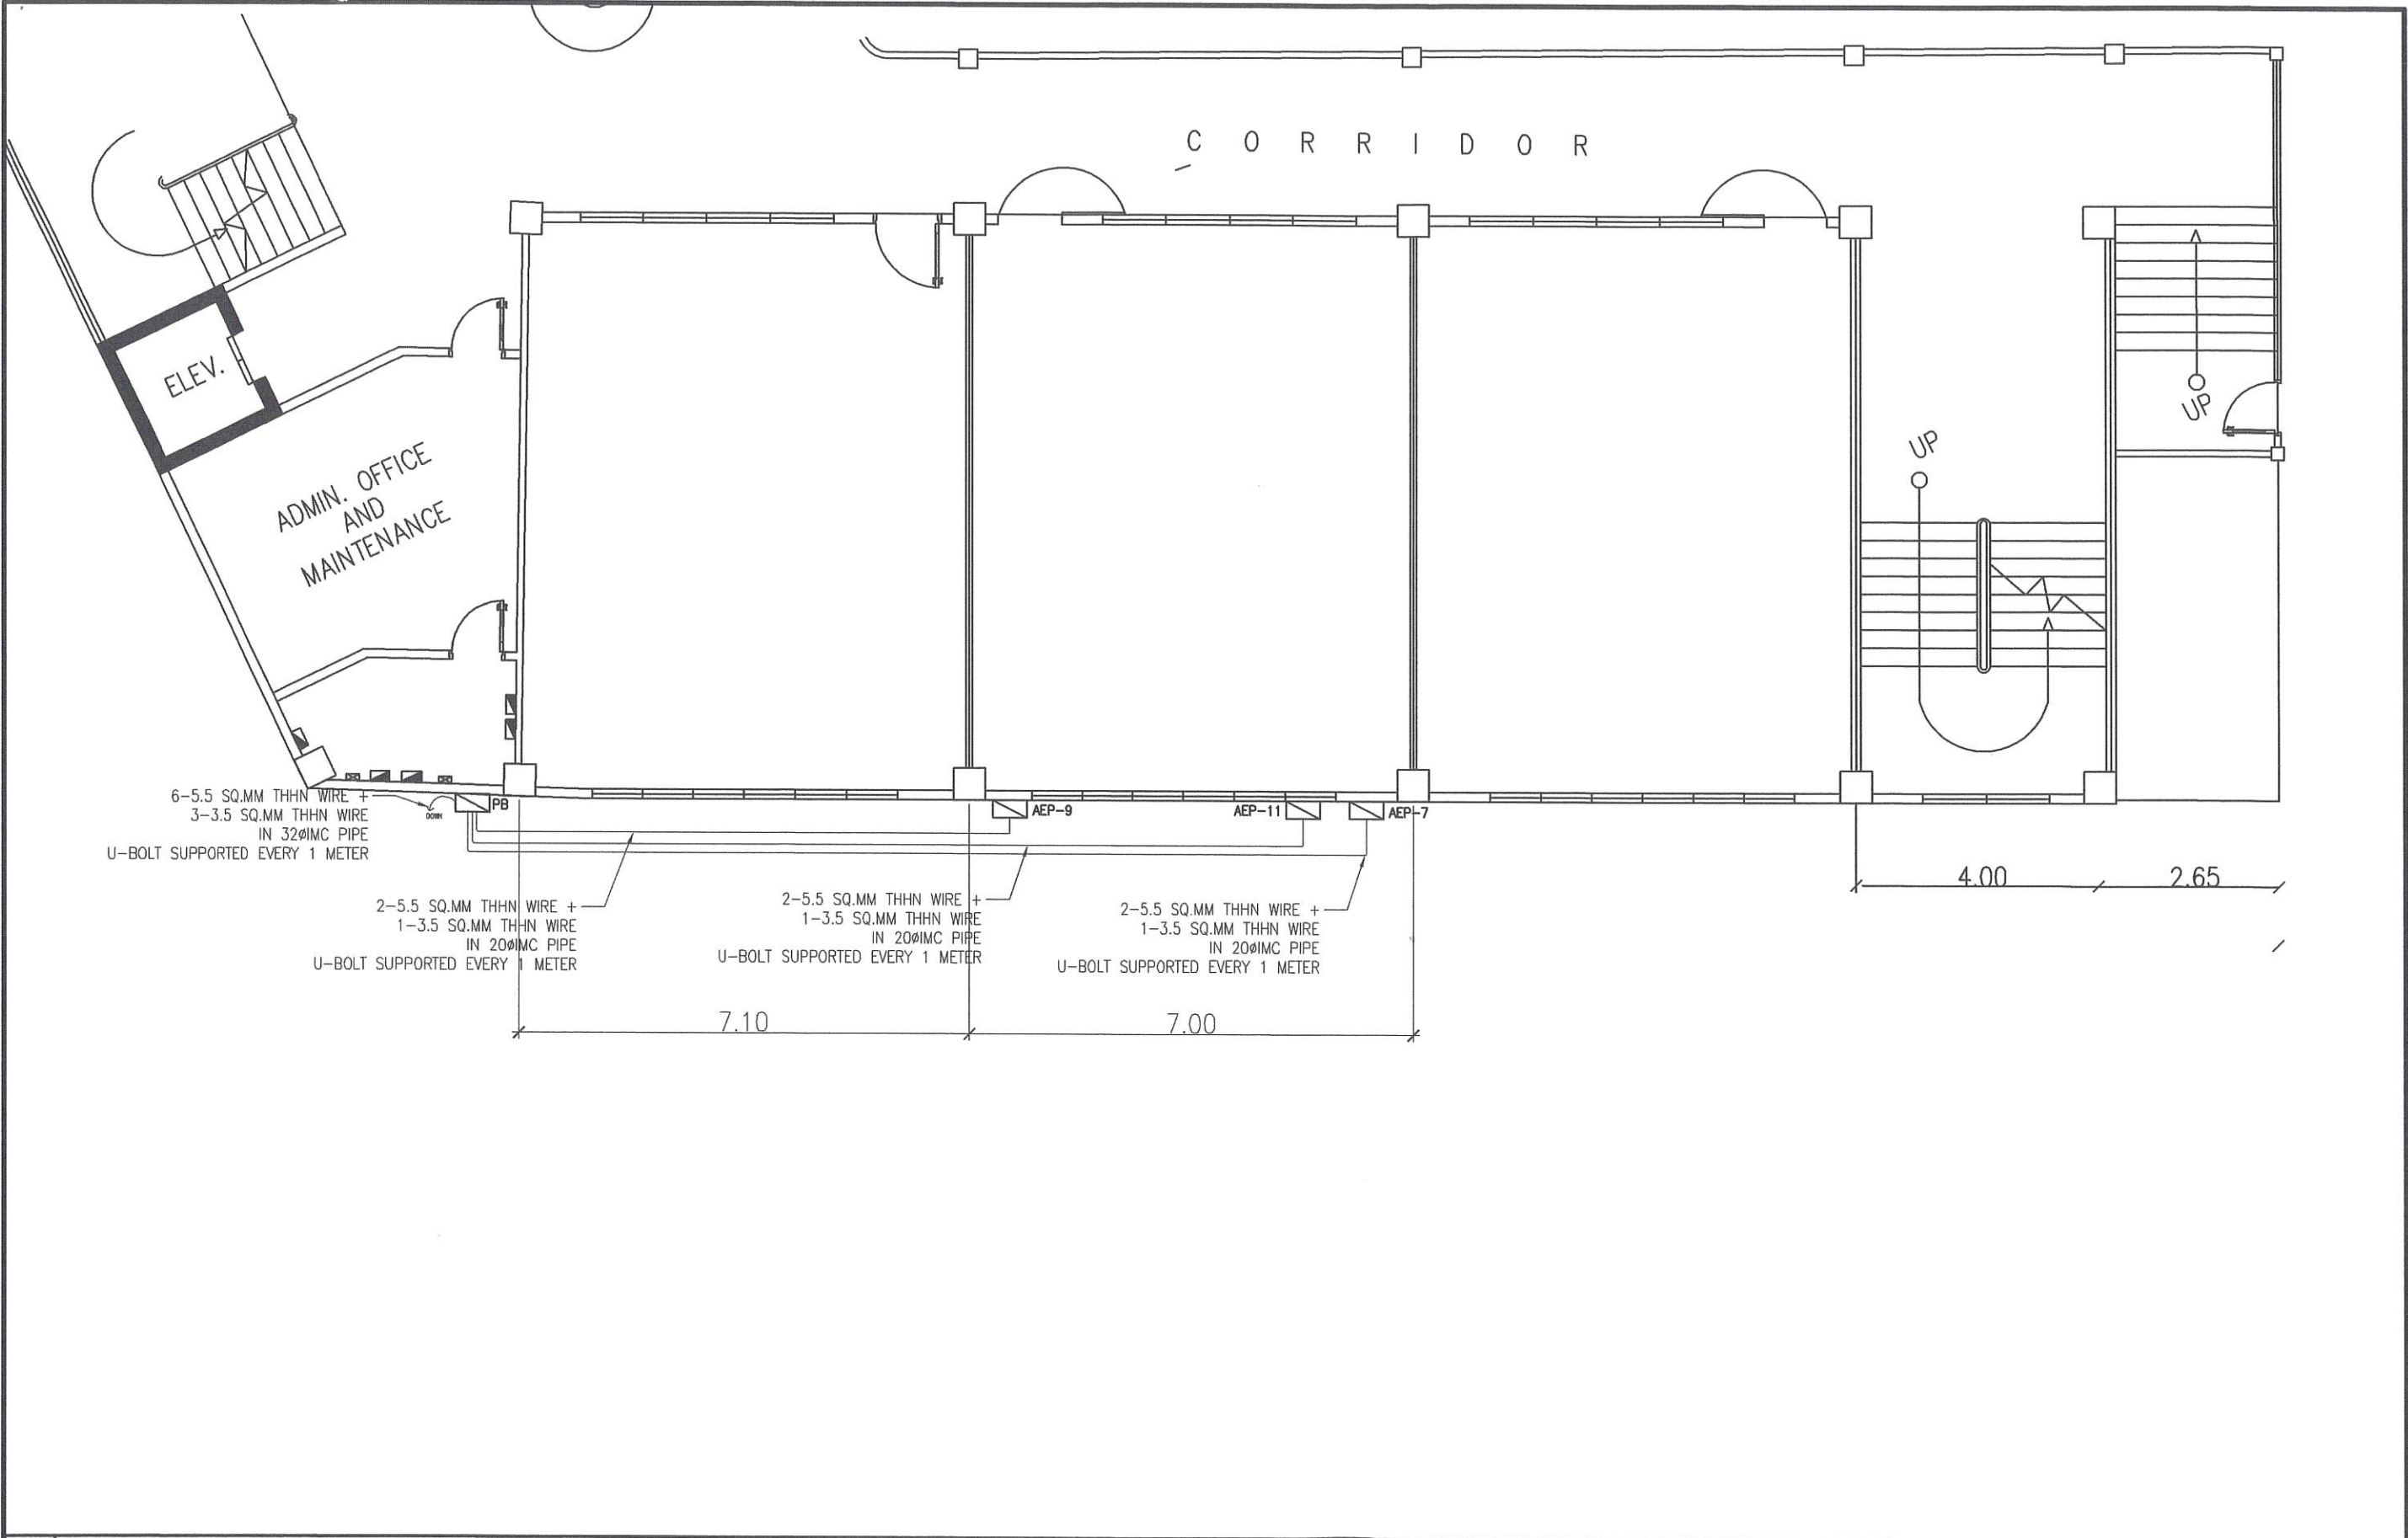 C O R R I D O R
ELEV.
UP
UP
ADMIN. OFFICE
AND
MAINTENANCE
6-5.5 SQ.MM THHN WIRE +
3-3.5 SQ.MM THHN WIRE
IN 32ØIMC PIPE
U-BOLT SUPPORTED EVERY 1 METER
DOWN
PB
AEP-9
AEP-11
AEP-7
2-5.5 SQ.MM THHN WIRE +
1-3.5 SQ.MM THHN WIRE
IN 20ØIMC PIPE
U-BOLT SUPPORTED EVERY 1 METER
2-5.5 SQ.MM THHN WIRE +
1-3.5 SQ.MM THHN WIRE
IN 20ØIMC PIPE
U-BOLT SUPPORTED EVERY 1 METER
2-5.5 SQ.MM THHN WIRE +
1-3.5 SQ.MM THHN WIRE
IN 20ØIMC PIPE
U-BOLT SUPPORTED EVERY 1 METER
4.00
2.65
7.10
7.00